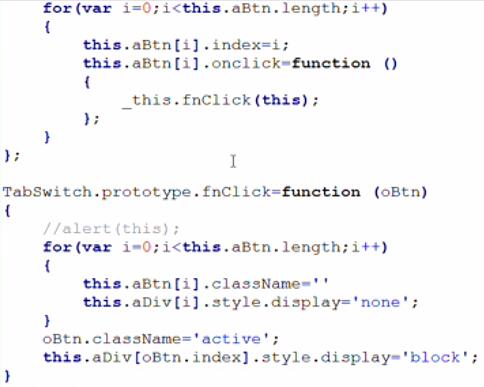 for(var i=0;i<this.aBtn.length;i++)
{
this.aBtn[i].index=i;
this.aBtn[i].onclick=function ()
{
_this.fnClick(this);
};
}
};
TabSwitch.prototype.fnClick=function (oBtn)
{
//alert(this);
for(var i=0;i<this.aBtn.length;i++)
{
this.aBtn[i].className=''
this.aDiv[i].style.display='none';
}
oBtn.className='active';
this.aDiv[oBtn.index].style.display='block';
}